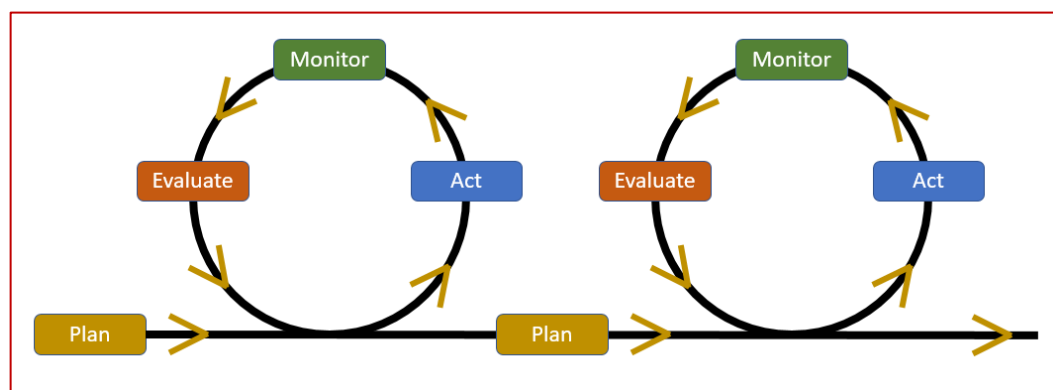 Monitor
Monitor
Evaluate
Act
Evaluate
Act
Plan
Plan